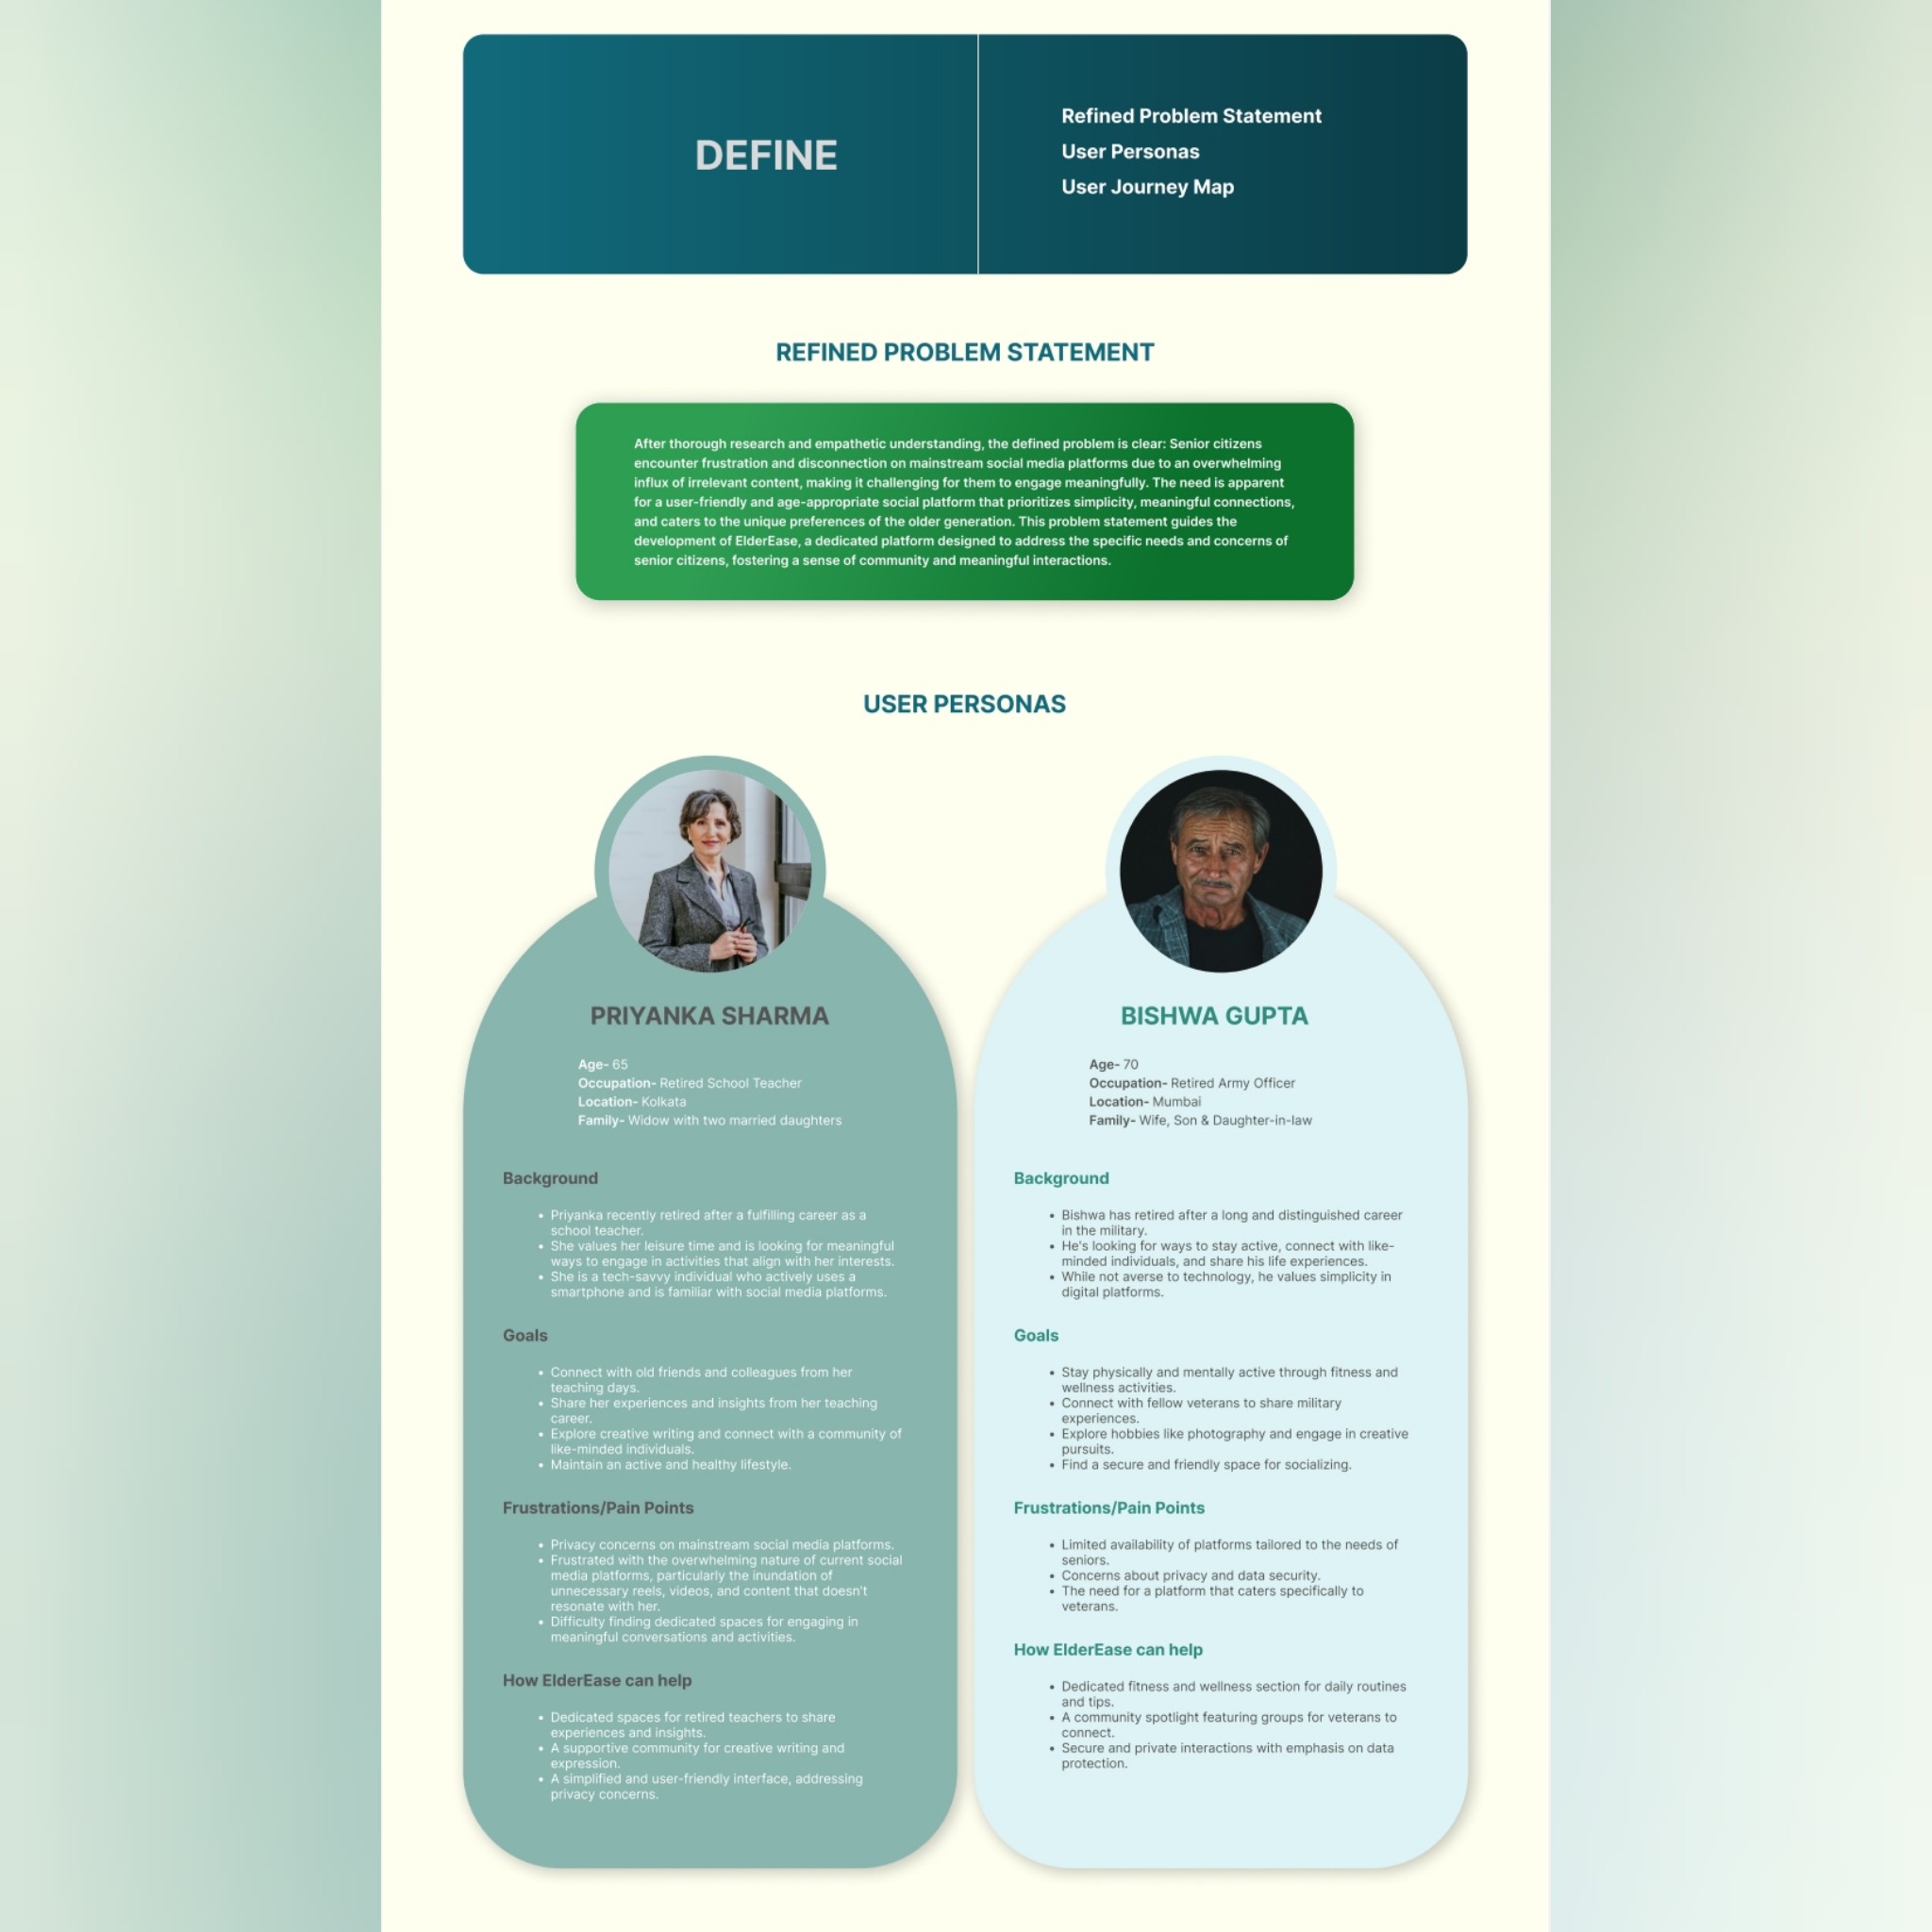 DEFINE
Refined Problem Statement
User Personas
User Journey Map
REFINED PROBLEM STATEMENT
After thorough research and empathetic understanding, the defined problem is clear: Senior citizens
encounter frustration and disconnection on mainstream social media platforms due to an overwhelming
influx of irrelevant content, making it challenging for them to engage meaningfully. The need is apparent
for a user-friendly and age-appropriate social platform that prioritizes simplicity, meaningful connections,
and caters to the unique preferences of the older generation. This problem statement guides the
development of ElderEase, a dedicated platform designed to address the specific needs and concerns of
senior citizens, fostering a sense of community and meaningful interactions.
USER PERSONAS
PRIYANKA SHARMA
Age- 65
Occupation- Retired School Teacher
Location- Kolkata
Family- Widow with two married daughters
Background
• Priyanka recently retired after a fulfilling career as a
school teacher.
• She values her leisure time and is looking for meaningful
ways to engage in activities that align with her interests.
• She is a tech-savvy individual who actively uses a
smartphone and is familiar with social media platforms.
Goals
• Connect with old friends and colleagues from her
teaching days.
• Share her experiences and insights from her teaching
career.
• Explore creative writing and connect with a community of
like-minded individuals.
• Maintain an active and healthy lifestyle.
Frustrations/Pain Points
• Privacy concerns on mainstream social media platforms.
• Frustrated with the overwhelming nature of current social
media platforms, particularly the inundation of
unnecessary reels, videos, and content that doesn't
resonate with her.
• Difficulty finding dedicated spaces for engaging in
meaningful conversations and activities.
How ElderEase can help
• Dedicated spaces for retired teachers to share
experiences and insights.
• A supportive community for creative writing and
expression.
• A simplified and user-friendly interface, addressing
privacy concerns.
BISHWA GUPTA
Age- 70
Occupation- Retired Army Officer
Location- Mumbai
Family- Wife, Son & Daughter-in-law
Background
• Bishwa has retired after a long and distinguished career
in the military.
• He's looking for ways to stay active, connect with like-
minded individuals, and share his life experiences.
• While not averse to technology, he values simplicity in
digital platforms.
Goals
• Stay physically and mentally active through fitness and
wellness activities.
• Connect with fellow veterans to share military
experiences.
• Explore hobbies like photography and engage in creative
pursuits.
• Find a secure and friendly space for socializing.
Frustrations/Pain Points
• Limited availability of platforms tailored to the needs of
seniors.
• Concerns about privacy and data security.
• The need for a platform that caters specifically to
veterans.
How ElderEase can help
• Dedicated fitness and wellness section for daily routines
and tips.
• A community spotlight featuring groups for veterans to
connect.
• Secure and private interactions with emphasis on data
protection.